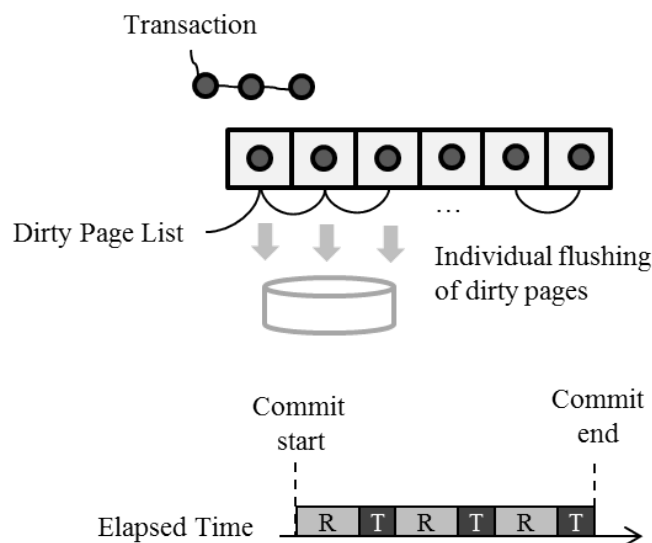 Transaction
...
Dirty Page List
Individual flushing
of dirty pages
Commit
start
Commit
end
Elapsed Time
R T R T R T